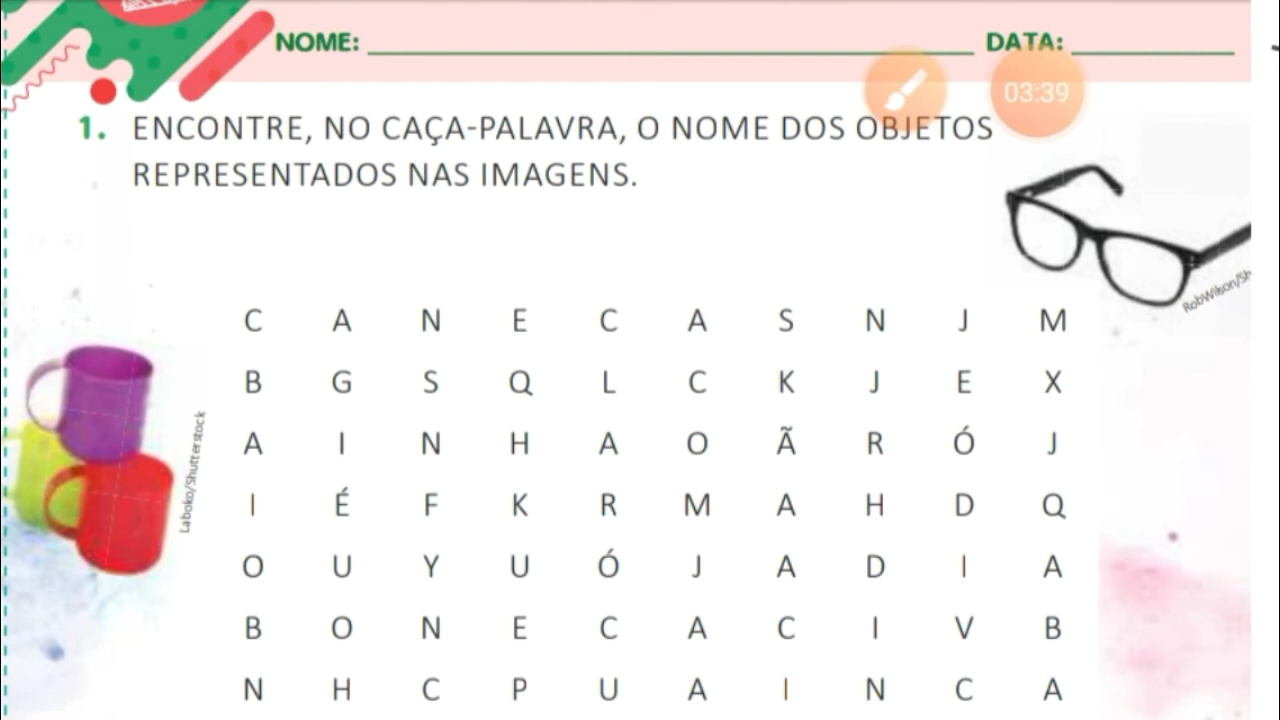 NOME: DATA:
03:39
1. ENCONTRE, NO CAÇA-PALAVRA, O NOME DOS OBJETOS
REPRESENTADOS NAS IMAGENS.
RobWilson/Sh
C A N E C A S N J M
B G S Q L C K J E X
A I N H A O Ã R Ó J
I É F K R M A H D Q
O U Y U Ó J A D I A
B O N E C A C I V B
N H C P U A I N C A
Laboko/Shutterstock